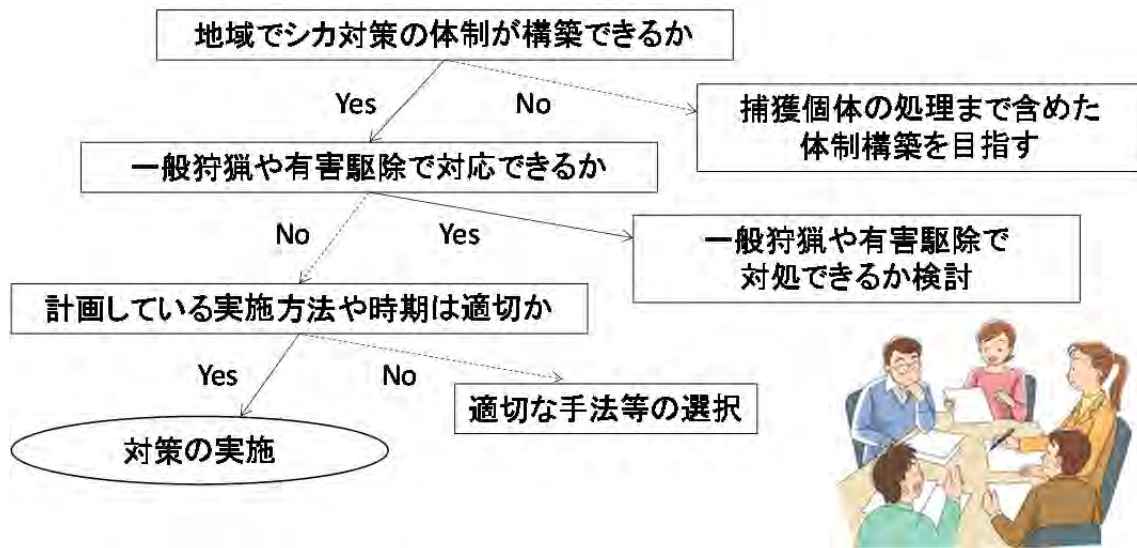 地域でシカ対策の体制が構築できるか
Yes
No
捕獲個体の処理まで含めた
体制構築を目指す
一般狩猟や有害駆除で対応できるか
No
Yes
一般狩猟や有害駆除で
対処できるか検討
計画している実施方法や時期は適切か
Yes
No
適切な手法等の選択
対策の実施